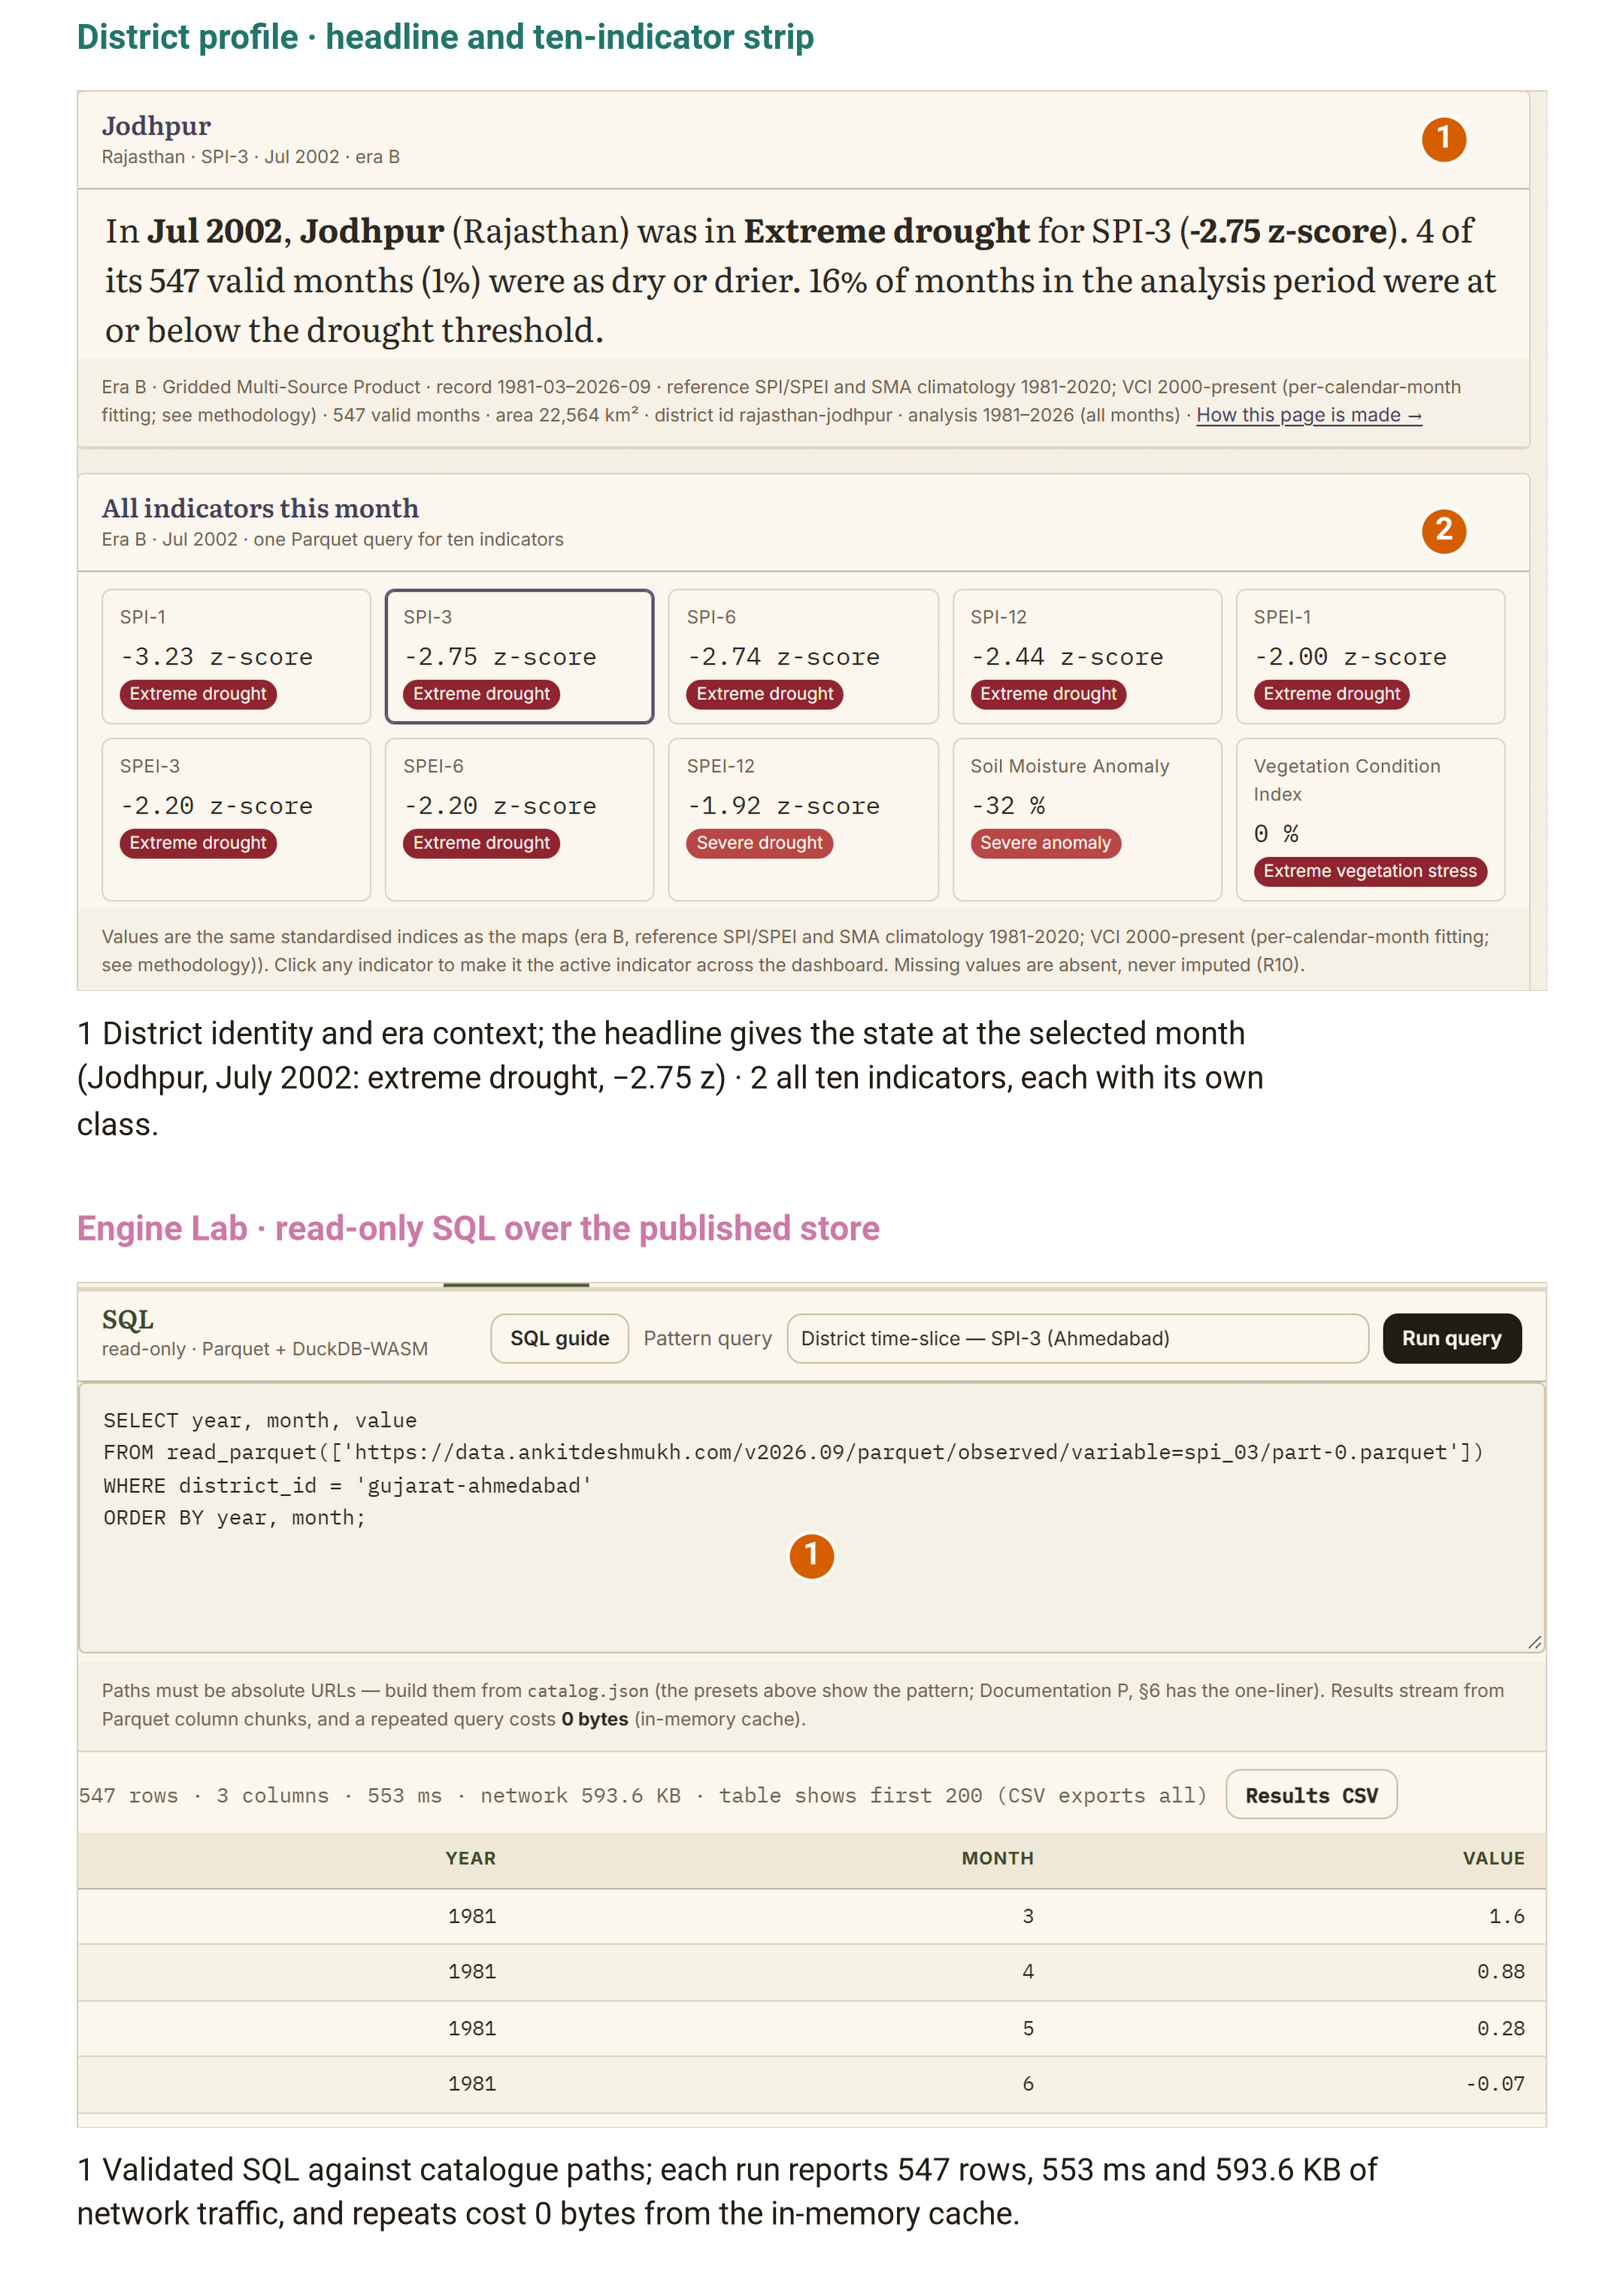 District profile · headline and ten-indicator strip
Jodhpur
Rajasthan · SPI-3 · Jul 2002 · era B
1
In Jul 2002, Jodhpur (Rajasthan) was in Extreme drought for SPI-3 (-2.75 z-score). 4 of
its 547 valid months (1%) were as dry or drier. 16% of months in the analysis period were at
or below the drought threshold.
Era B · Gridded Multi-Source Product · record 1981-03–2026-09 · reference SPI/SPEI and SMA climatology 1981-2020; VCI 2000-present (per-calendar-month
fitting; see methodology) · 547 valid months · area 22,564 km² · district id rajasthan-jodhpur · analysis 1981–2026 (all months) · How this page is made →
All indicators this month
Era B · Jul 2002 · one Parquet query for ten indicators
2
SPI-1
-3.23 z-score
Extreme drought
SPI-3
-2.75 z-score
Extreme drought
SPI-6
-2.74 z-score
Extreme drought
SPI-12
-2.44 z-score
Extreme drought
SPEI-1
-2.00 z-score
Extreme drought
SPEI-3
-2.20 z-score
Extreme drought
SPEI-6
-2.20 z-score
Extreme drought
SPEI-12
-1.92 z-score
Severe drought
Soil Moisture Anomaly
-32 %
Severe anomaly
Vegetation Condition
Index
0 %
Extreme vegetation stress
Values are the same standardised indices as the maps (era B, reference SPI/SPEI and SMA climatology 1981-2020; VCI 2000-present (per-calendar-month fitting;
see methodology)). Click any indicator to make it the active indicator across the dashboard. Missing values are absent, never imputed (R10).
1 District identity and era context; the headline gives the state at the selected month
(Jodhpur, July 2002: extreme drought, −2.75 z) · 2 all ten indicators, each with its own
class.
Engine Lab · read-only SQL over the published store
SQL
read-only · Parquet + DuckDB-WASM
SQL guide
Pattern query
District time-slice — SPI-3 (Ahmedabad)
Run query
SELECT year, month, value
FROM read_parquet(['https://data.ankitdeshmukh.com/v2026.09/parquet/observed/variable=spi_03/part-0.parquet'])
WHERE district_id = 'gujarat-ahmedabad'
ORDER BY year, month;
1
Paths must be absolute URLs — build them from catalog.json (the presets above show the pattern; Documentation P, §6 has the one-liner). Results stream from
Parquet column chunks, and a repeated query costs 0 bytes (in-memory cache).
547 rows · 3 columns · 553 ms · network 593.6 KB · table shows first 200 (CSV exports all)
Results CSV
YEAR MONTH VALUE
1981 3 1.6
1981 4 0.88
1981 5 0.28
1981 6 -0.07
1 Validated SQL against catalogue paths; each run reports 547 rows, 553 ms and 593.6 KB of
network traffic, and repeats cost 0 bytes from the in-memory cache.